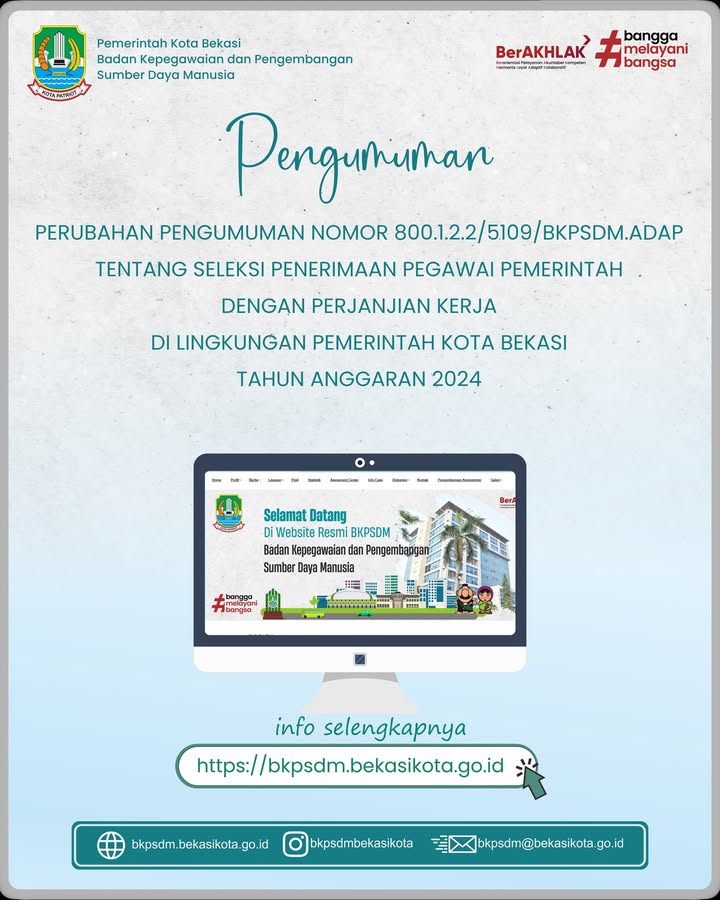 Pemerintah Kota Bekasi
Badan Kepegawaian dan Pengembangan
Sumber Daya Manusia
KOTA PATRIOT
BerAKHLAK
Berorientasi Pelayanan Akuntabel Kompeten
Harmonis Loyal Adaptif Kolaboratif
#bangga
melayani
bangsa
Pengumuman
PERUBAHAN PENGUMUMAN NOMOR 800.1.2.2/5109/BKPSDM.ADAP
TENTANG SELEKSI PENERIMAAN PEGAWAI PEMERINTAH
DENGAN PERJANJIAN KERJA
DI LINGKUNGAN PEMERINTAH KOTA BEKASI
TAHUN ANGGARAN 2024
Home Profil Berita Layanan Ppid Statistik Assessment Center Info Casn Dokumen Kontak Pengembangan Kompetensi Galeri
BerA
Selamat Datang
Di Website Resmi BKPSDM
Badan Kepegawaian dan Pengembangan
Sumber Daya Manusia
#bangga
melayani
bangsa
info selengkapnya
https://bkpsdm.bekasikota.go.id
bkpsdm.bekasikota.go.id bkpsdmbekasikota bkpsdm@bekasikota.go.id